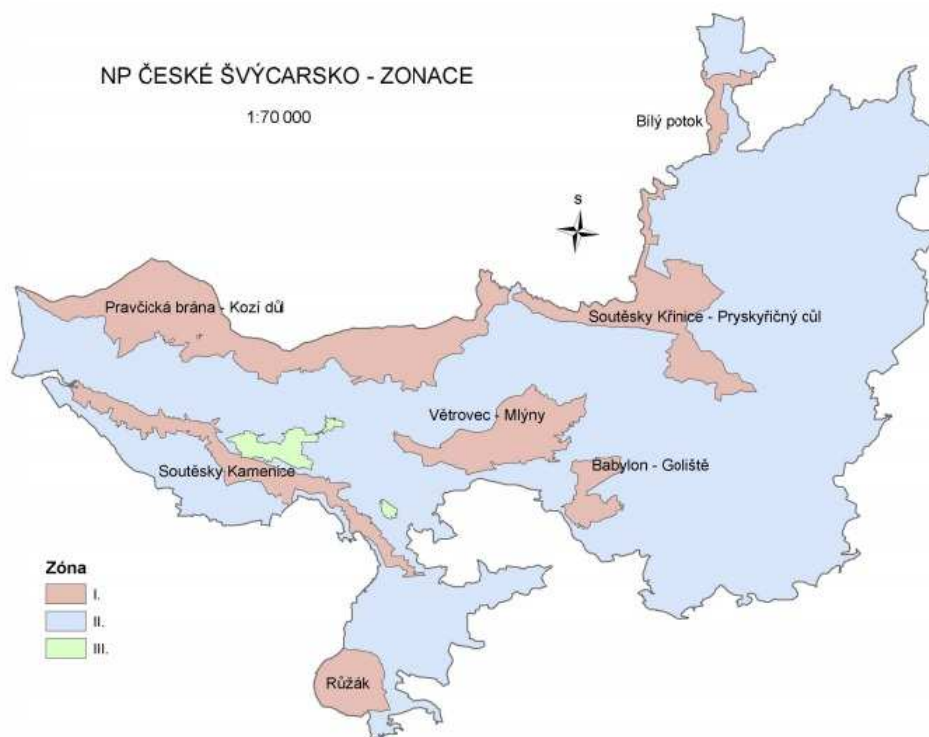 NP ČESKÉ ŠVÝCARSKO - ZONACE
1:70 000
Bílý potok
S
Pravčická brána - Kozí důl
Soutěsky Křinice - Pryskyřičný důl
Větrovec - Mlýny
Babylon - Goliště
Soutěsky Kamenice
Zóna
I.
II.
III.
Růžák